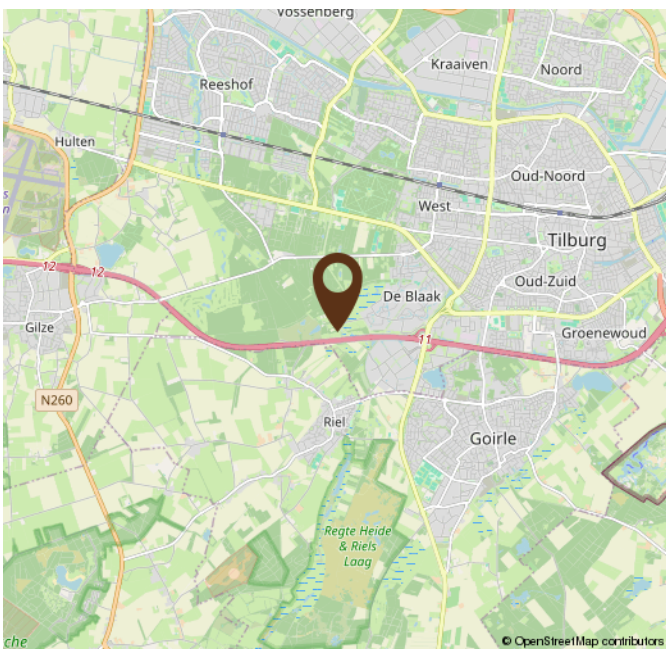 Vossenberg
Kraaiven
Noord
Reeshof
Hulten
Oud-Noord
West
Tilburg
12
12
Oud-Zuid
De Blaak
Gilze
11
Groenewoud
N260
Riel
Goirle
Regte Heide
& Riels
Laag
che
© OpenStreetMap contributors